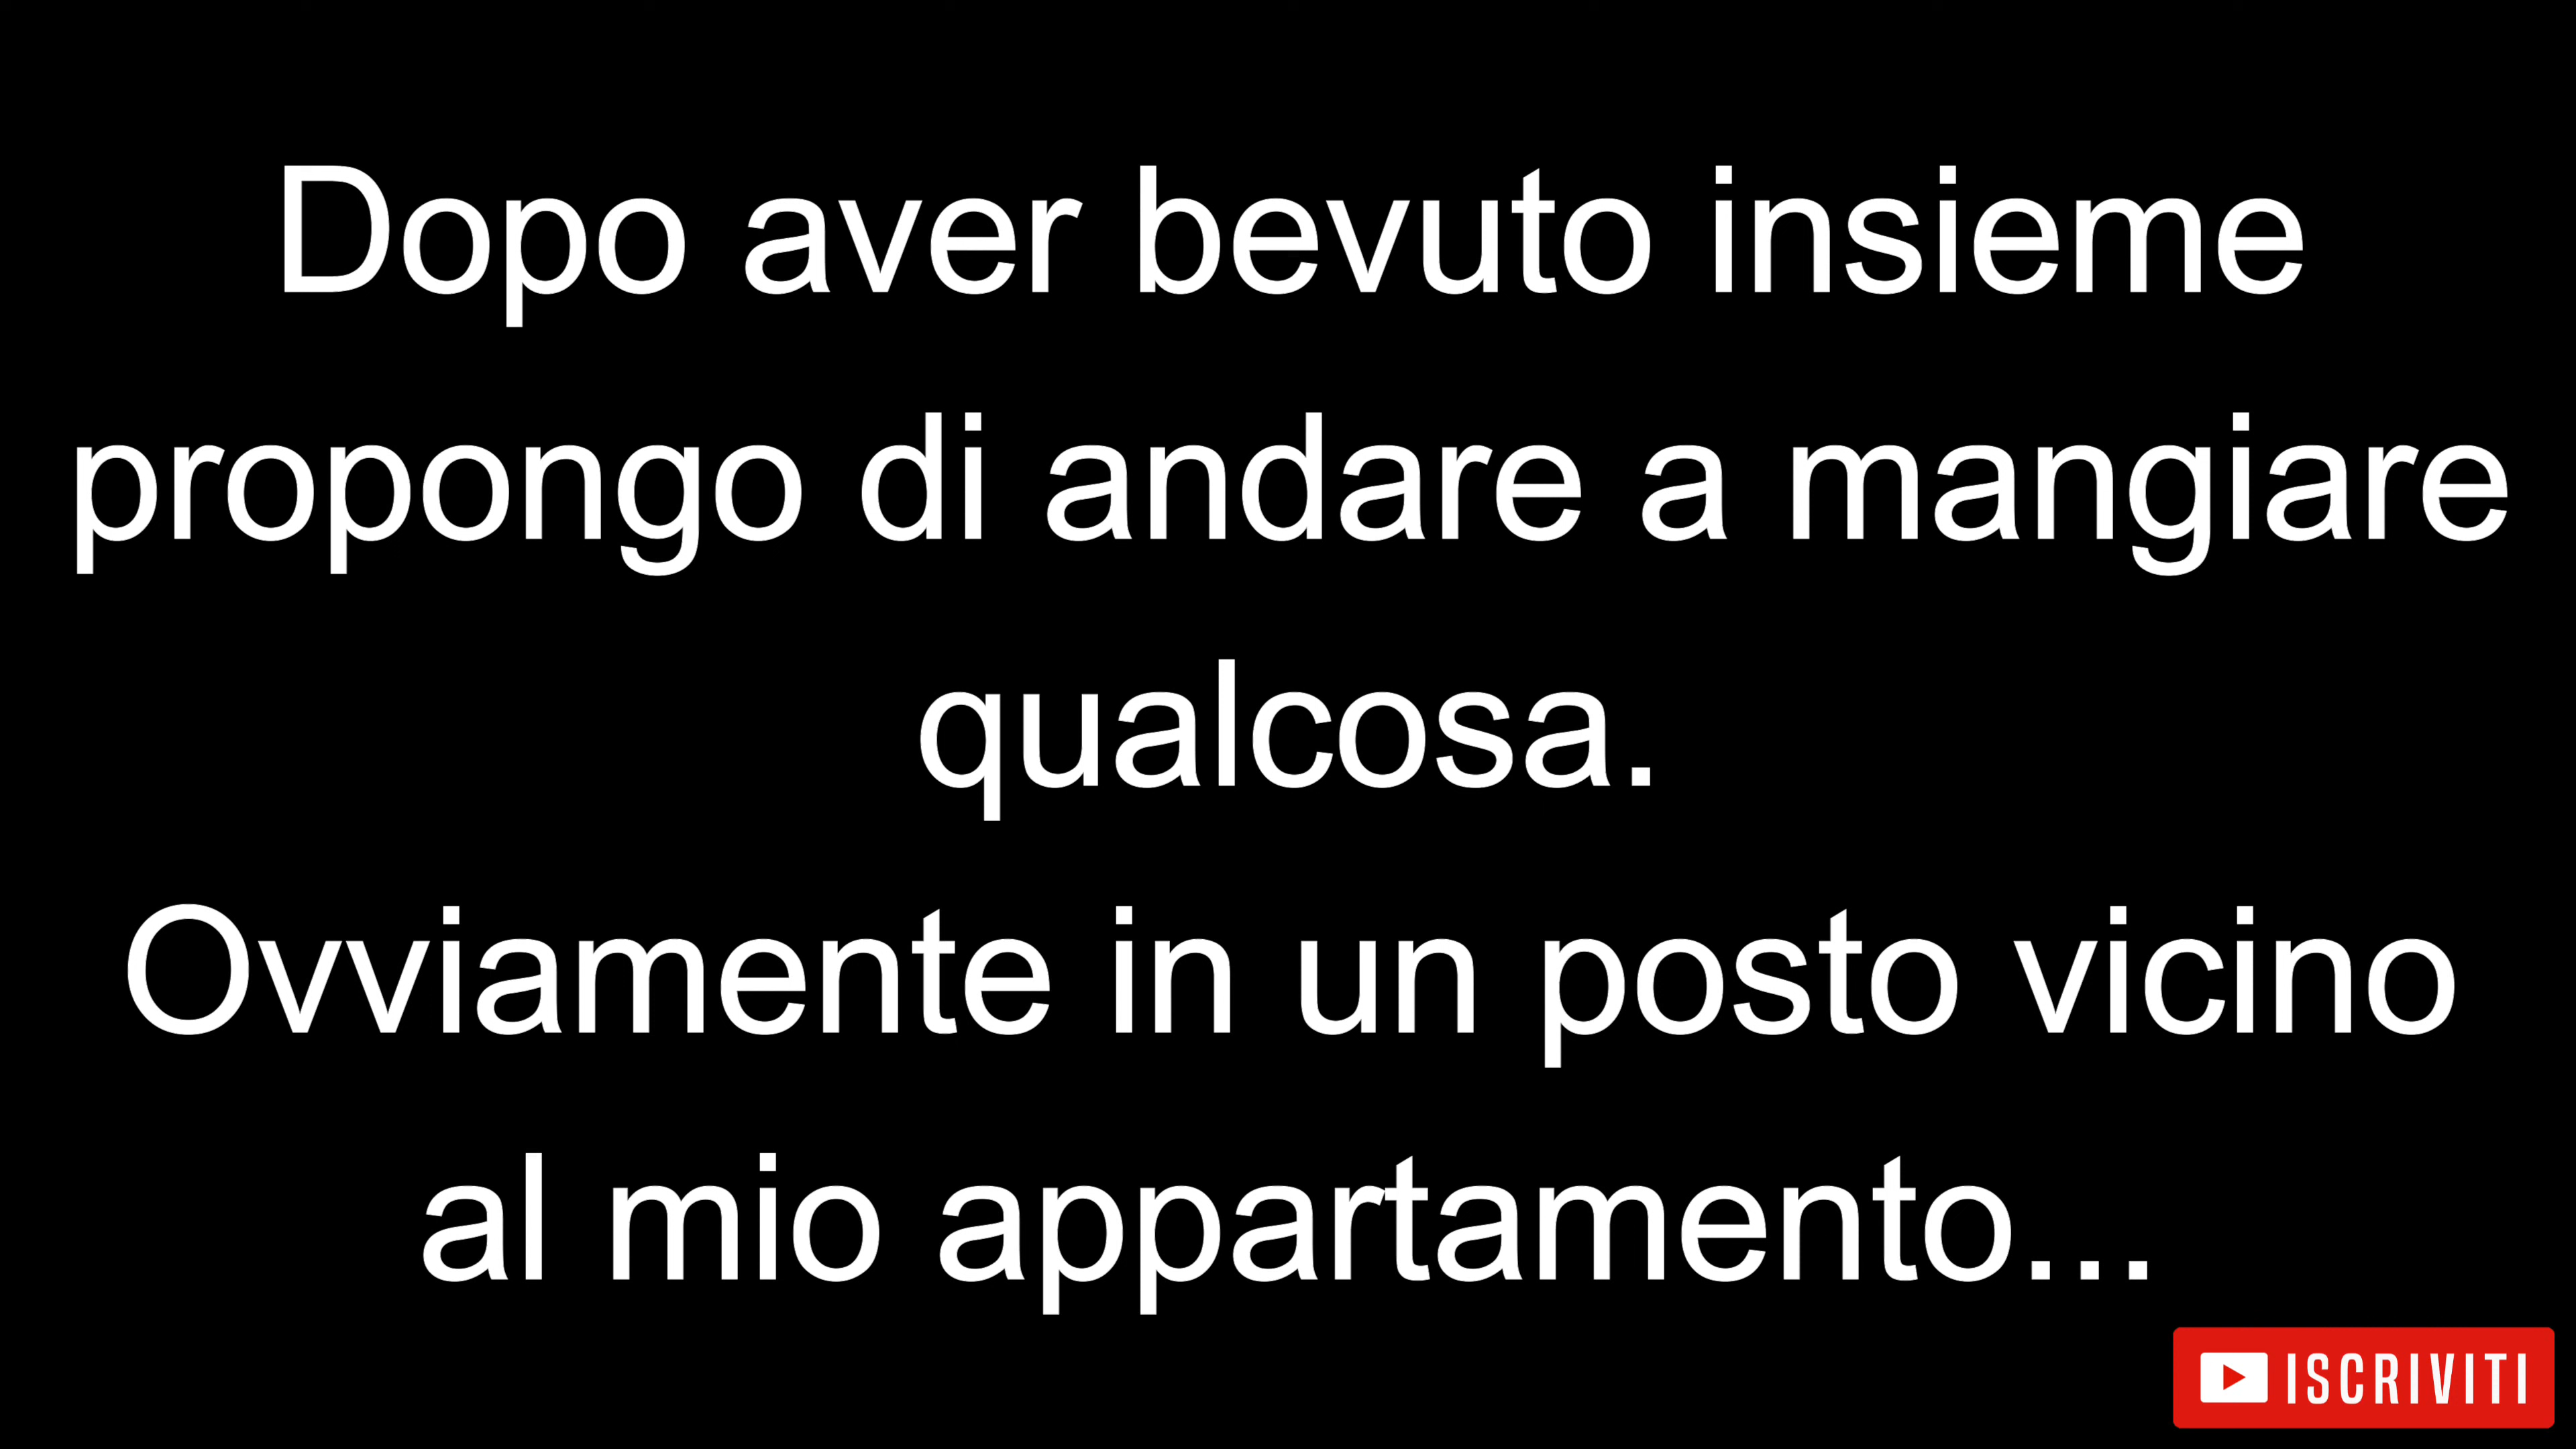 Dopo aver bevuto insieme
propongo di andare a mangiare
qualcosa.
Ovviamente in un posto vicino
al mio appartamento...
ISCRIVITI